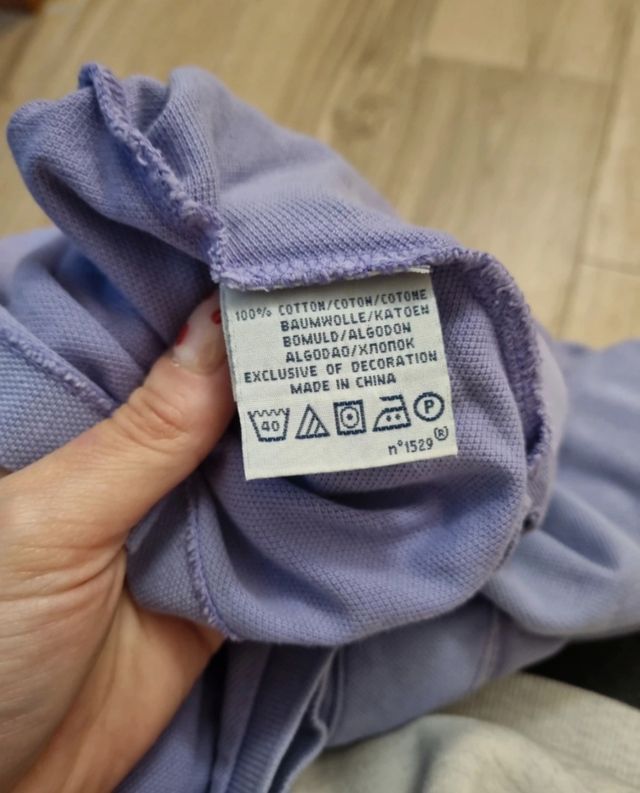 100% COTTON/COTON/COTONE
BAUMWOLLE/KATOEN
BOMULD/ALGODON
ALGODAO/ХЛОПОК
EXCLUSIVE OF DECORATION
MADE IN CHINA
40 P
n°1529®